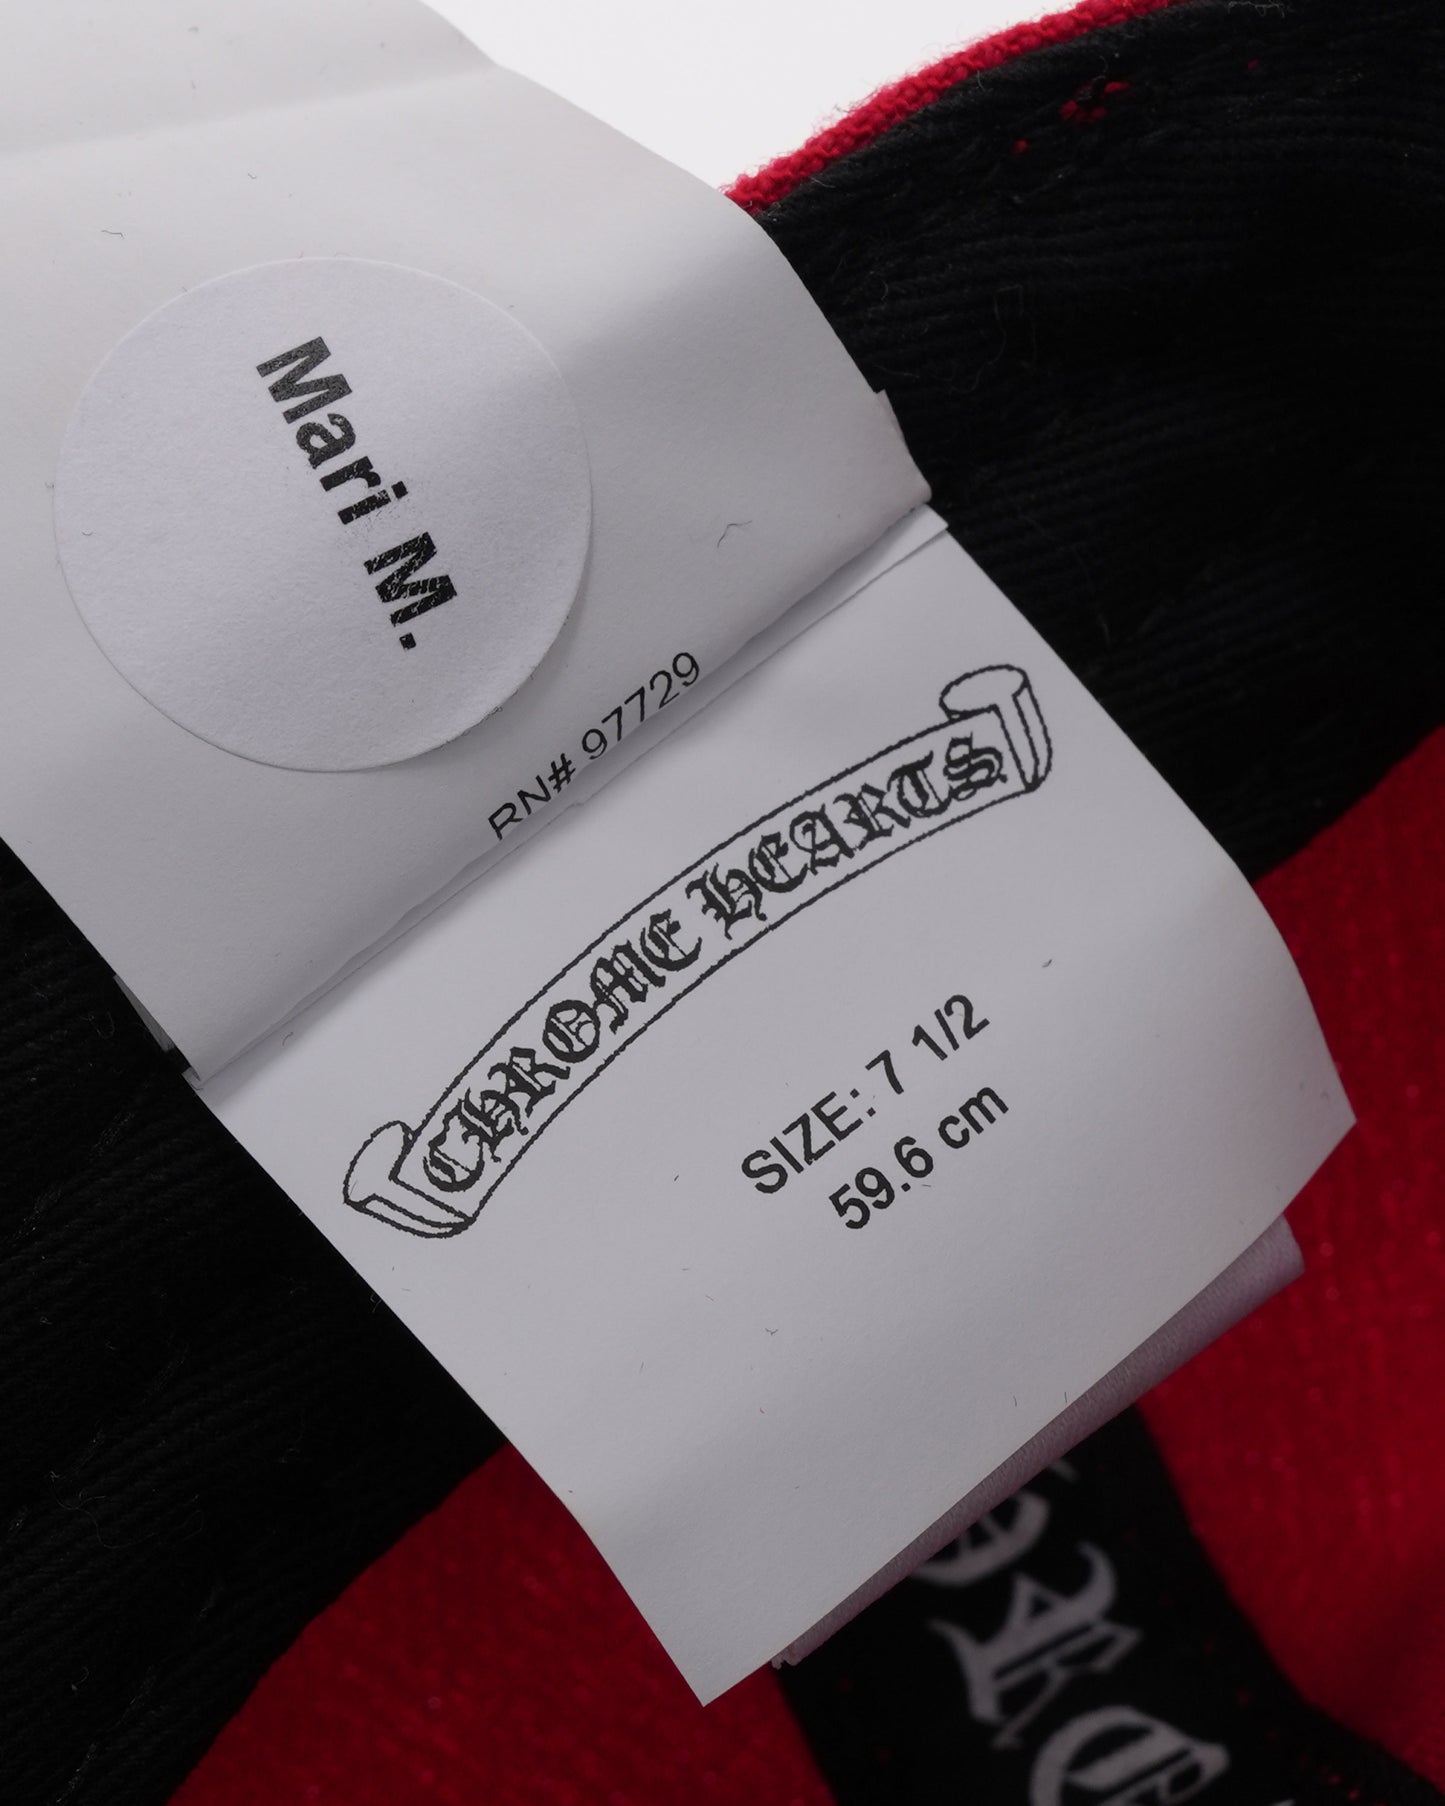 Mari M.
RN# 97729
CHROME HEARTS
SIZE: 7 1/2
59.6 cm